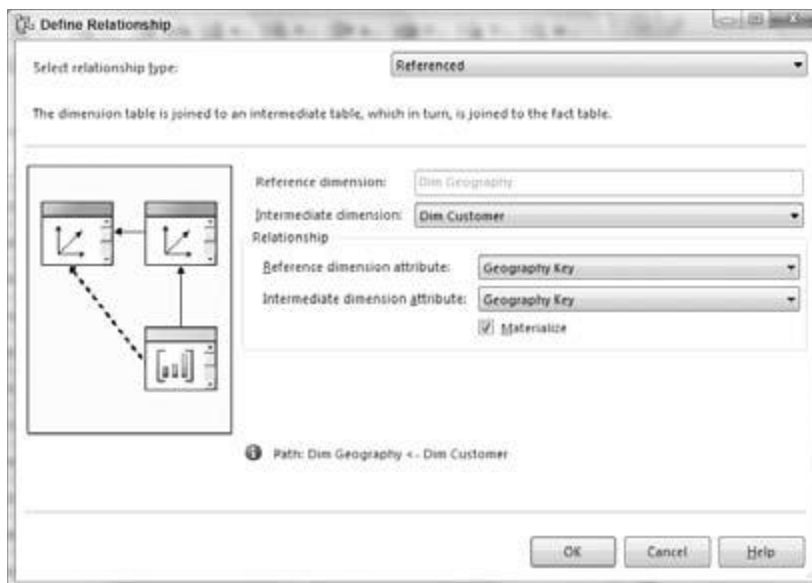 Define Relationship
Select relationship type: Referenced
The dimension table is joined to an intermediate table, which in turn, is joined to the fact table.
Reference dimension: Dim Geography
Intermediate dimension: Dim Customer
Relationship
Reference dimension attribute: Geography Key
Intermediate dimension attribute: Geography Key
Materialize
Path: Dim Geography <- Dim Customer
OK Cancel Help